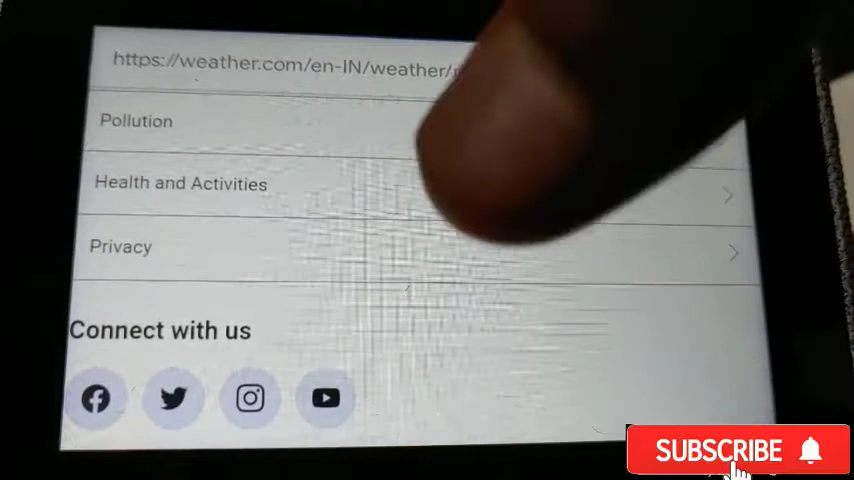 https://weather.com/en-IN/weather/
Pollution
Health and Activities
Privacy
Connect with us
SUBSCRIBE